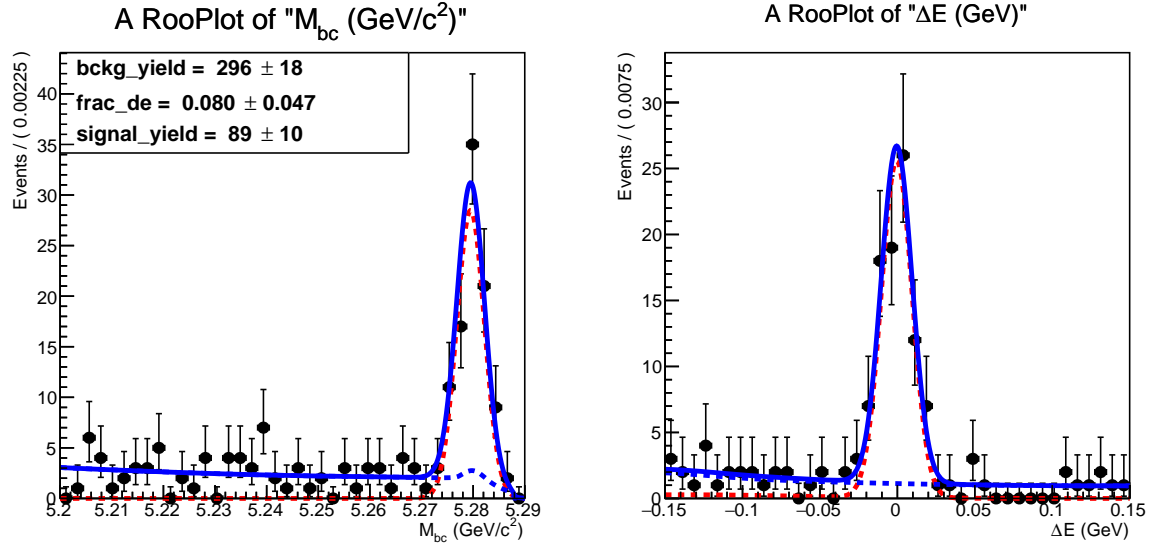 A RooPlot of "M_bc (GeV/c²)"
Events / ( 0.00225)
bckg_yield = 296 ± 18
frac_de = 0.080 ± 0.047
signal_yield = 89 ± 10
40
35
30
25
20
15
10
5
0
5.2 5.21 5.22 5.23 5.24 5.25 5.26 5.27 5.28 5.29
M_bc (GeV/c²)
A RooPlot of "ΔE (GeV)"
Events / ( 0.0075)
30
25
20
15
10
5
0
−0.15 −0.1 −0.05 0 0.05 0.1 0.15
ΔE (GeV)